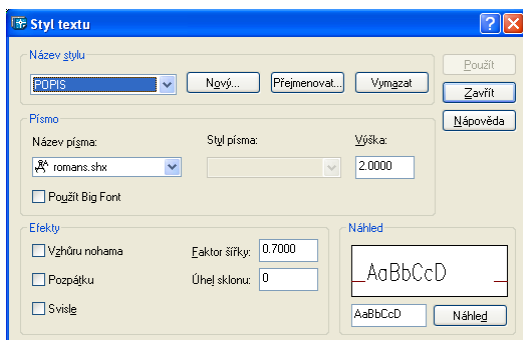 Styl textu
Název stylu
POPIS
Nový...
Přejmenovat...
Vymazat
Použít
Zavřít
Nápověda
Písmo
Název písma:
Styl písma:
Výška:
romans.shx
2.0000
Použít Big Font
Efekty
Vzhůru nohama
Faktor šířky:
0.7000
Pozpátku
Úhel sklonu:
0
Svisle
Náhled
AaBbCcD
AaBbCcD
Náhled